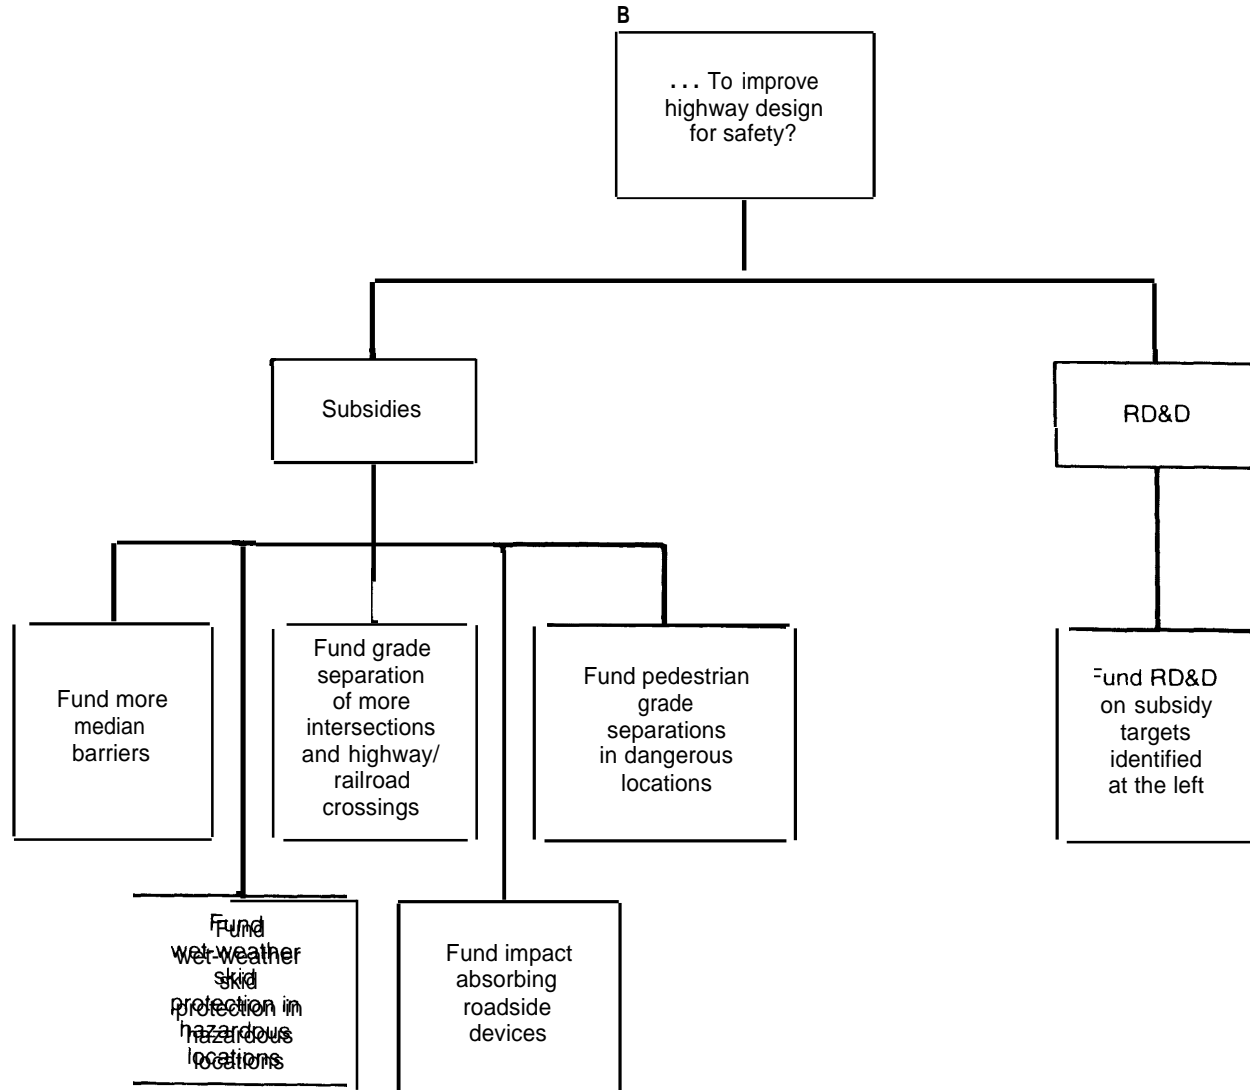 B
... To improve
highway design
for safety?
Subsidies
RD&D
Fund more
median
barriers
Fund grade
separation
of more
intersections
and highway/
railroad
crossings
Fund pedestrian
grade
separations
in dangerous
locations
Fund RD&D
on subsidy
targets
identified
at the left
Fund
wet-weather
skid
protection in
hazardous
locations
Fund impact
absorbing
roadside
devices